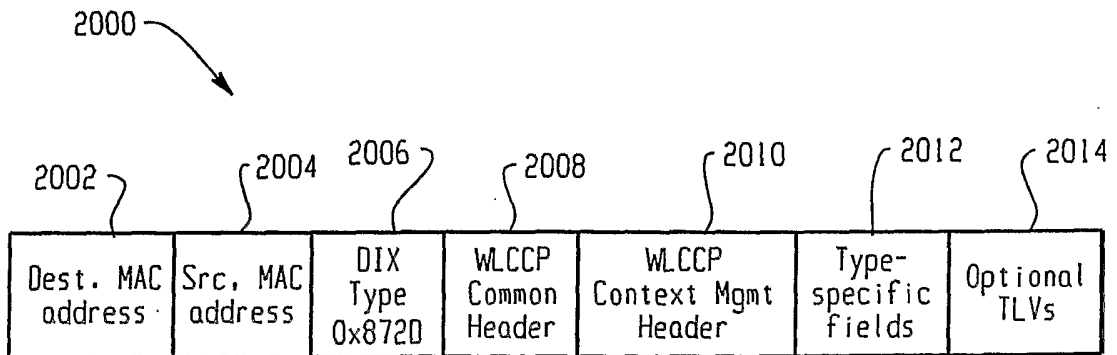 2000
2002
2004
2006
2008
2010
2012
2014
Dest. MAC
address
Src. MAC
address
DIX
Type
0x872D
WLCCP
Common
Header
WLCCP
Context Mgmt
Header
Type-
specific
fields
Optional
TLVs